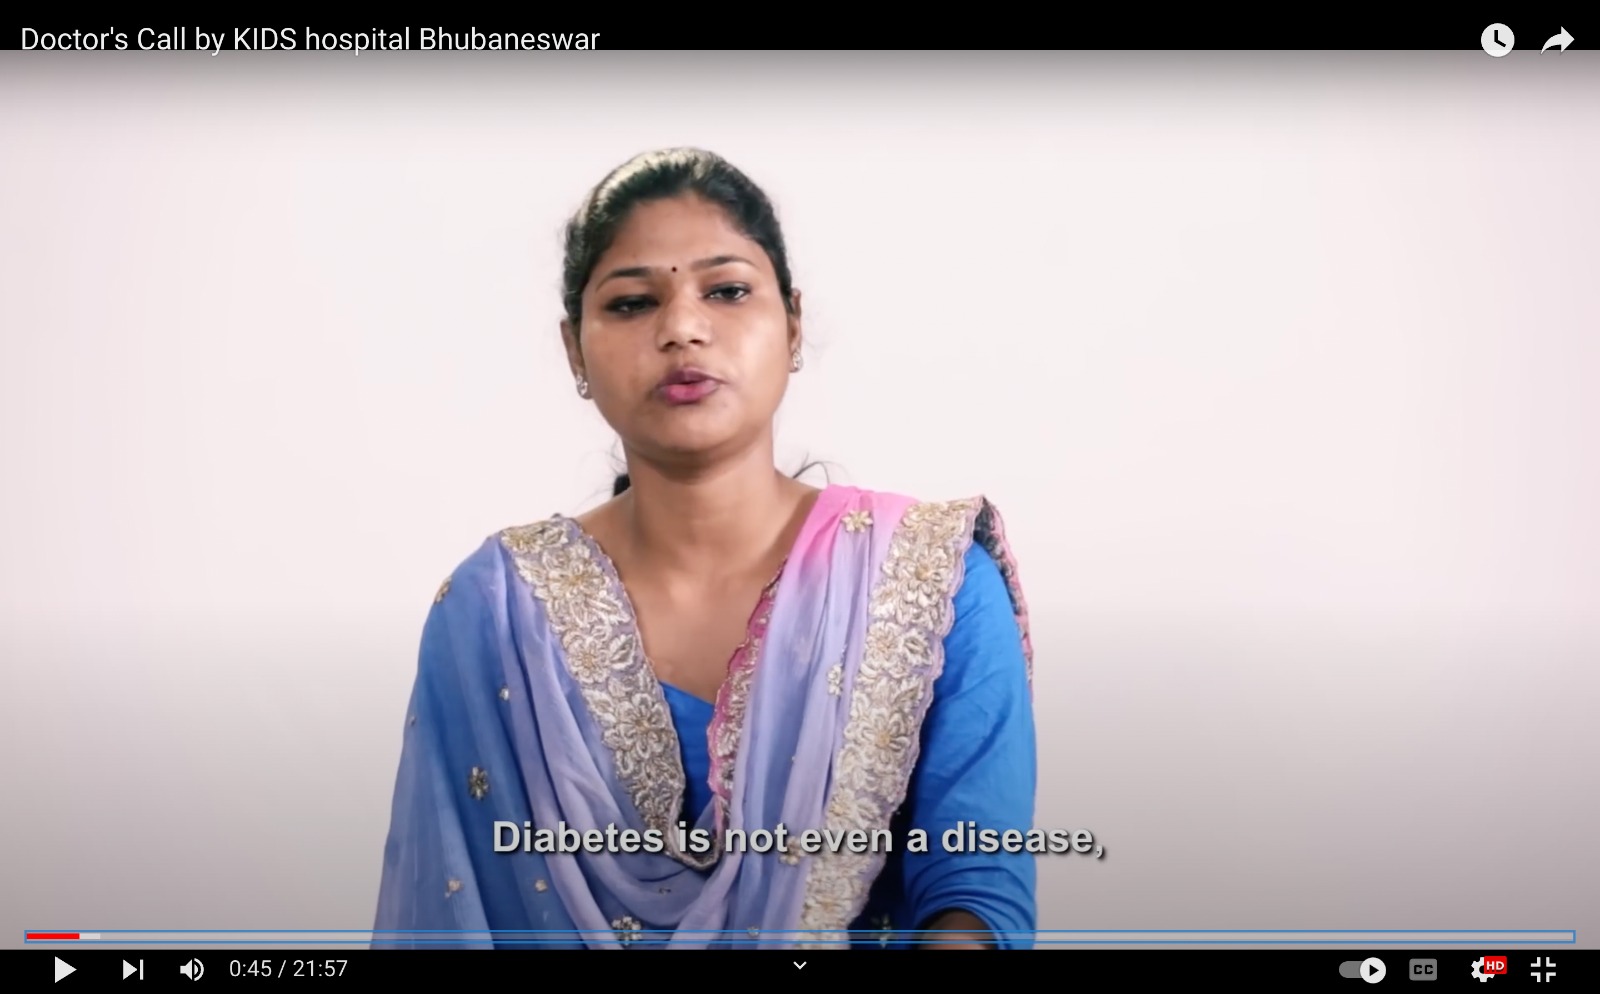 Doctor's Call by KIDS hospital Bhubaneswar
Diabetes is not even a disease,
0:45 / 21:57
CC
HD